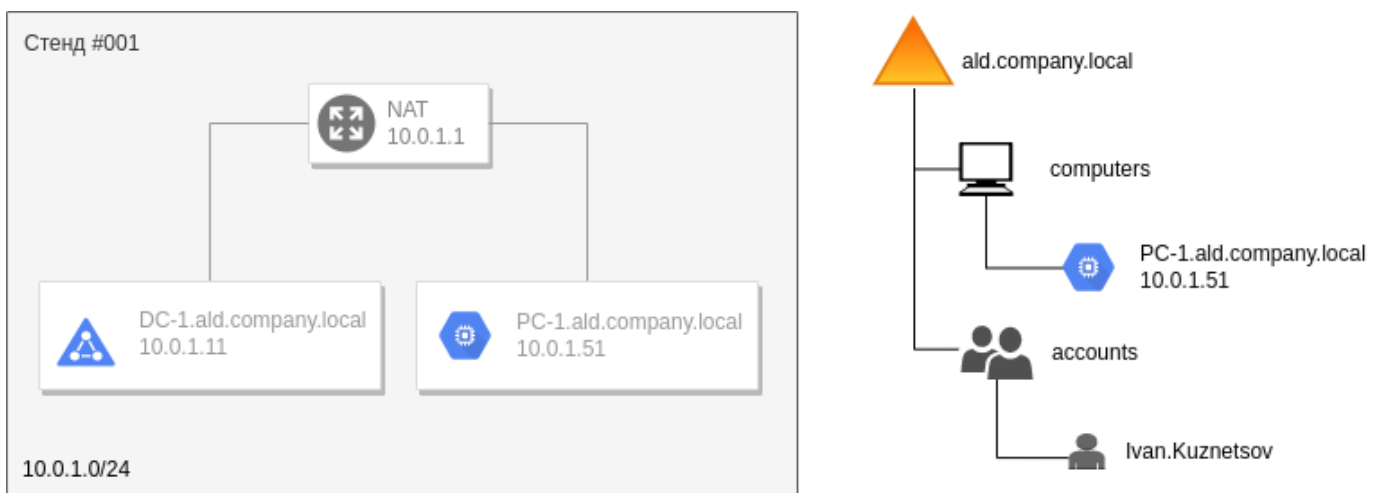 Стенд #001
NAT
10.0.1.1
DC-1.ald.company.local
10.0.1.11
PC-1.ald.company.local
10.0.1.51
10.0.1.0/24
ald.company.local
computers
PC-1.ald.company.local
10.0.1.51
accounts
Ivan.Kuznetsov